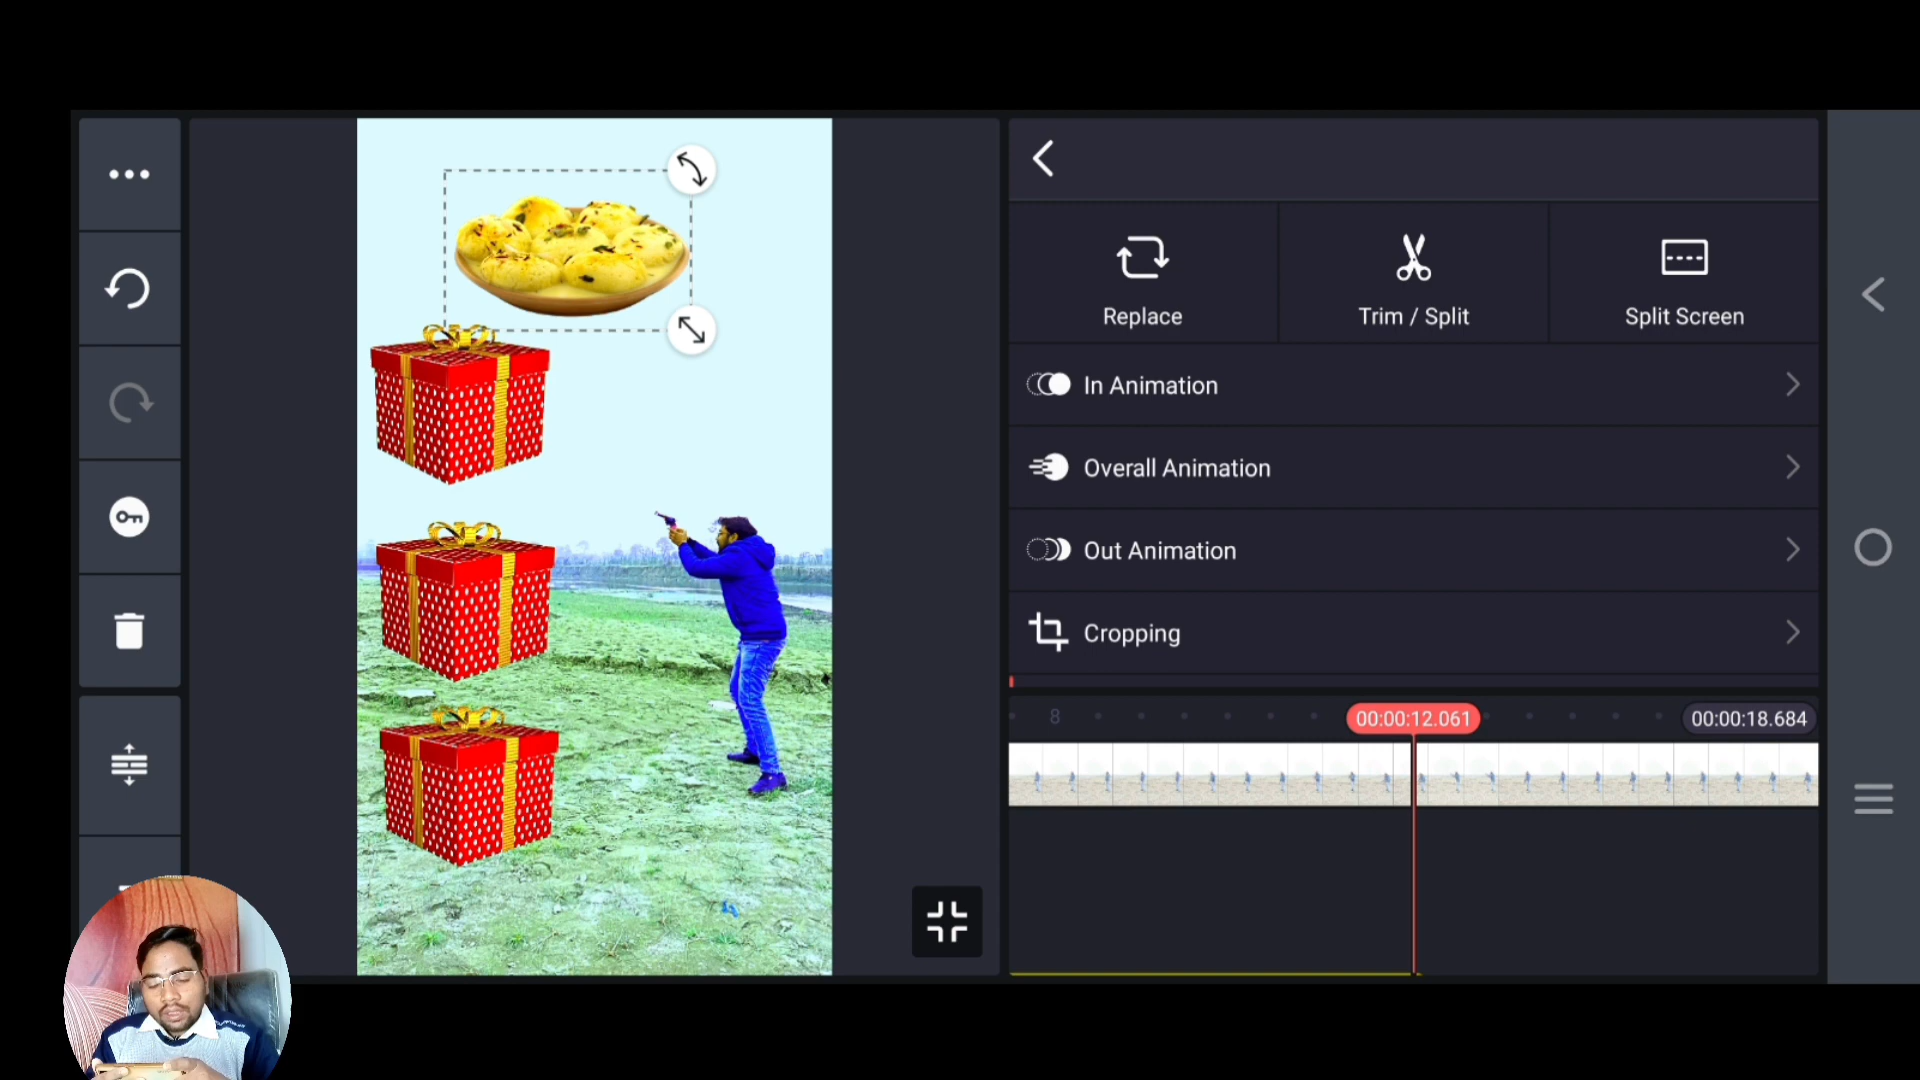 Replace
Trim / Split
Split Screen
In Animation
Overall Animation
Out Animation
Cropping
8
00:00:12.061
00:00:18.684